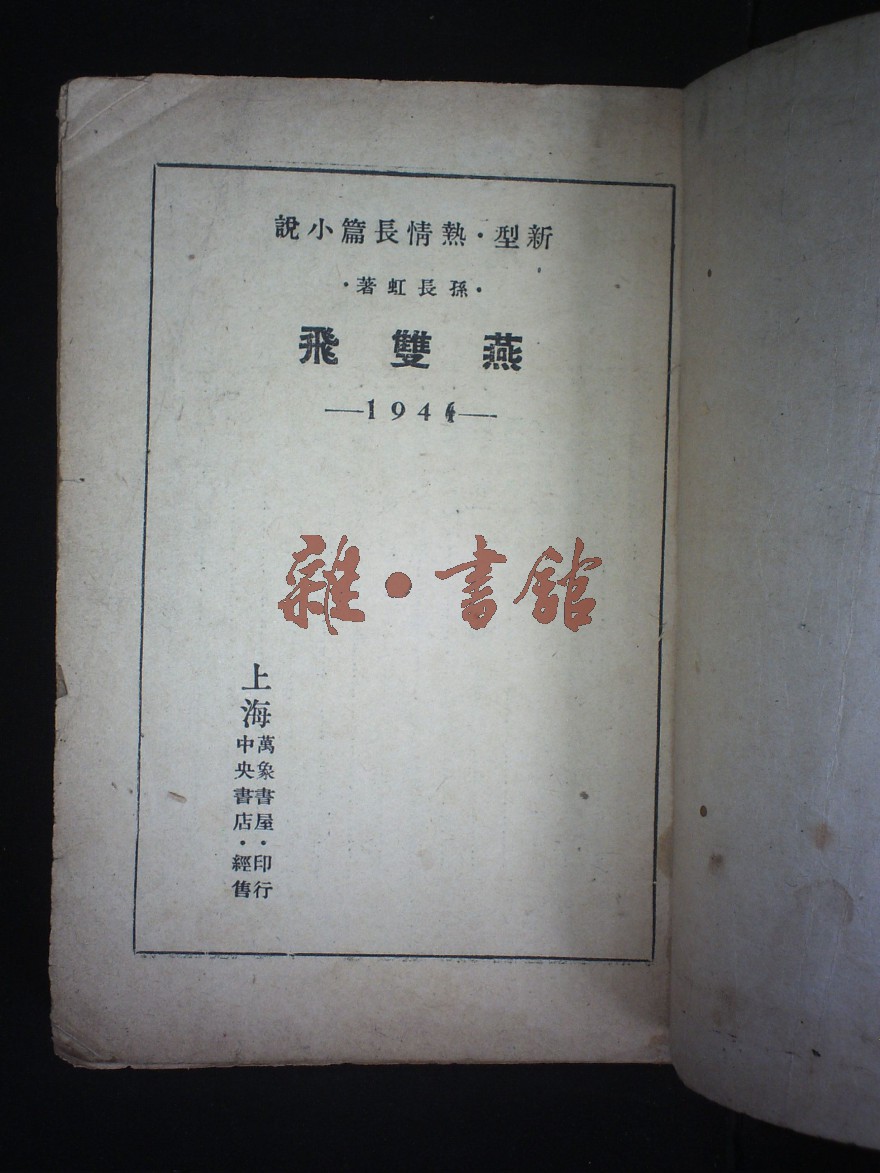 新型・熱情長篇小說
・孫長虹著・
燕雙飛
—1944—
雜・書館
上海
萬象書屋・印行
中央書店・經售